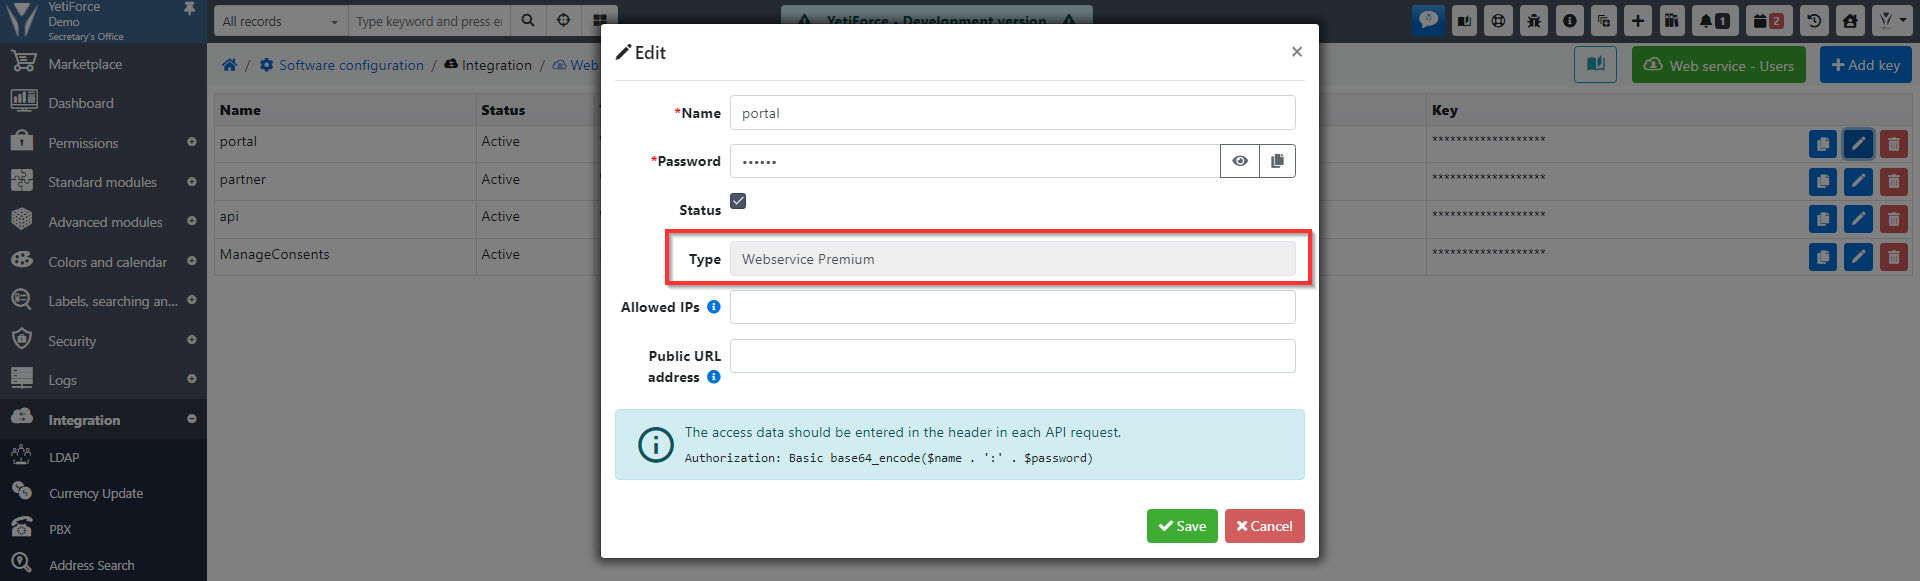 YetiForce
Demo
Secretary's Office
All records
Type keyword and press en
YetiForce - Development version
1
2
Marketplace
Dashboard
Permissions
Standard modules
Advanced modules
Colors and calendar
Labels, searching an...
Security
Logs
Integration
LDAP
Currency Update
PBX
Address Search
/ Software configuration / Integration / Web
Web service - Users
Add key
Name Status Key
portal Active *******************
partner Active *******************
api Active *******************
ManageConsents Active *******************
Edit
×
*Name portal
*Password ••••••
Status
Type Webservice Premium
Allowed IPs
Public URL
address
The access data should be entered in the header in each API request.
Authorization: Basic base64_encode($name . ':' . $password)
Save
Cancel